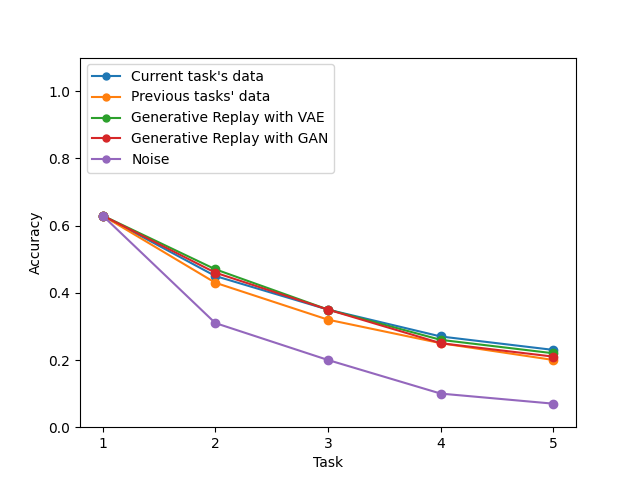 Current task's data
Previous tasks' data
Generative Replay with VAE
Generative Replay with GAN
Noise
1.0
0.8
0.6
0.4
0.2
0.0
Accuracy
1 2 3 4 5
Task